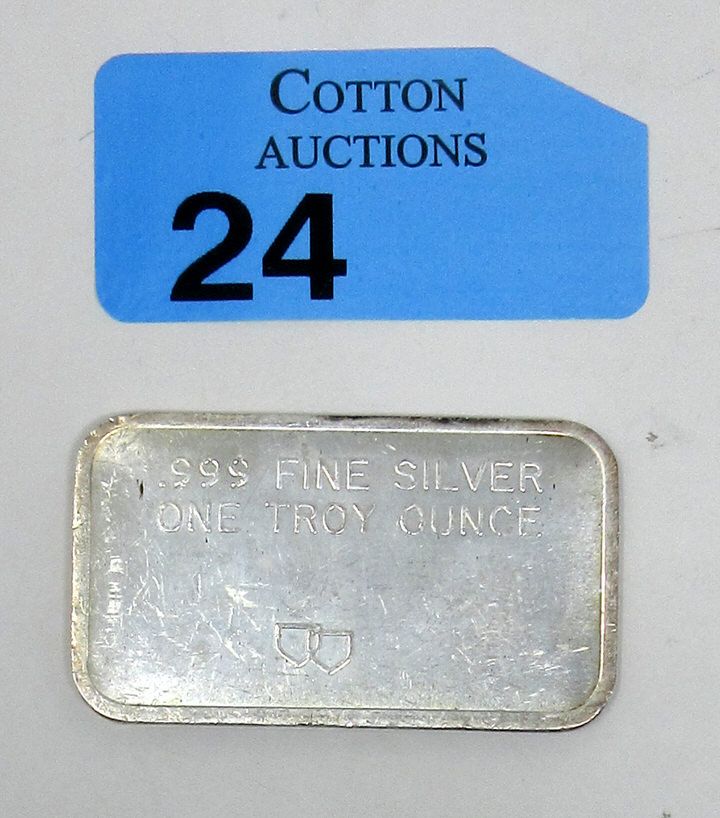 COTTON
AUCTIONS
24
.999 FINE SILVER
ONE TROY OUNCE